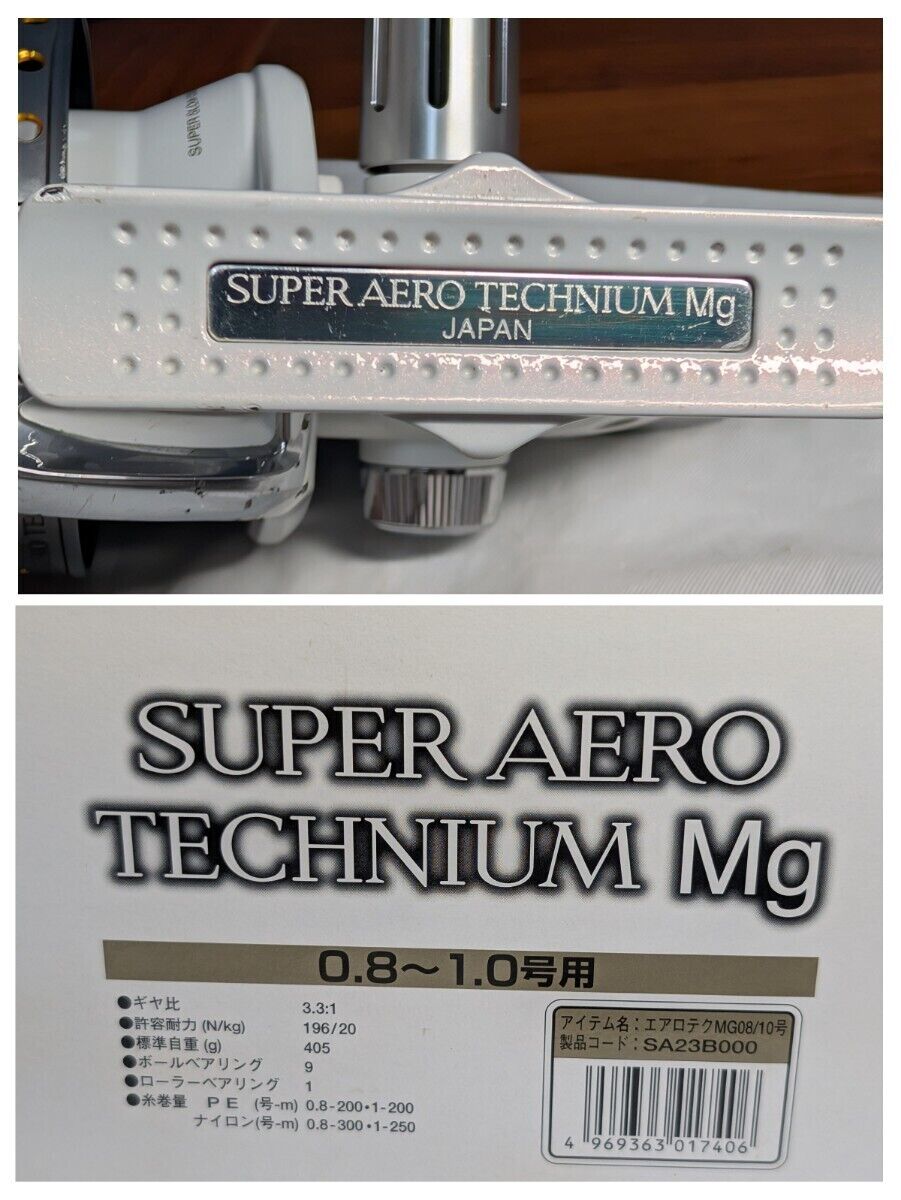 SUPER
SUPER AERO TECHNIUM Mg
JAPAN
SUPER AERO
TECHNIUM Mg
0.8〜1.0号用
●ギヤ比 3.3:1
●許容耐力 (N/kg) 196/20
●標準自重 (g) 405
●ボールベアリング 9
●ローラーベアリング 1
●糸巻量 PE (号-m) 0.8-200・1-200
ナイロン(号-m) 0.8-300・1-250
アイテム名：エアロテクMG08/10号
製品コード：SA23B000
4 969363 017406